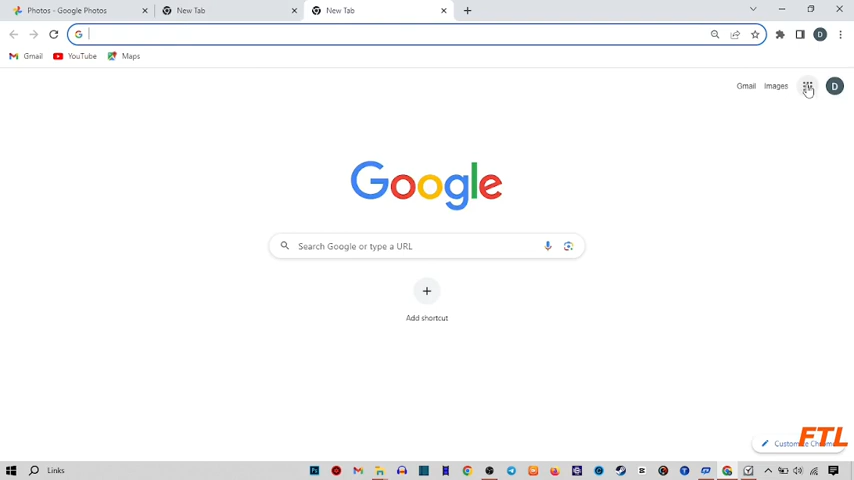 Photos - Google Photos
New Tab
New Tab
Gmail
YouTube
Maps
Gmail
Images
D
Google
Search Google or type a URL
Add shortcut
FTL
Links